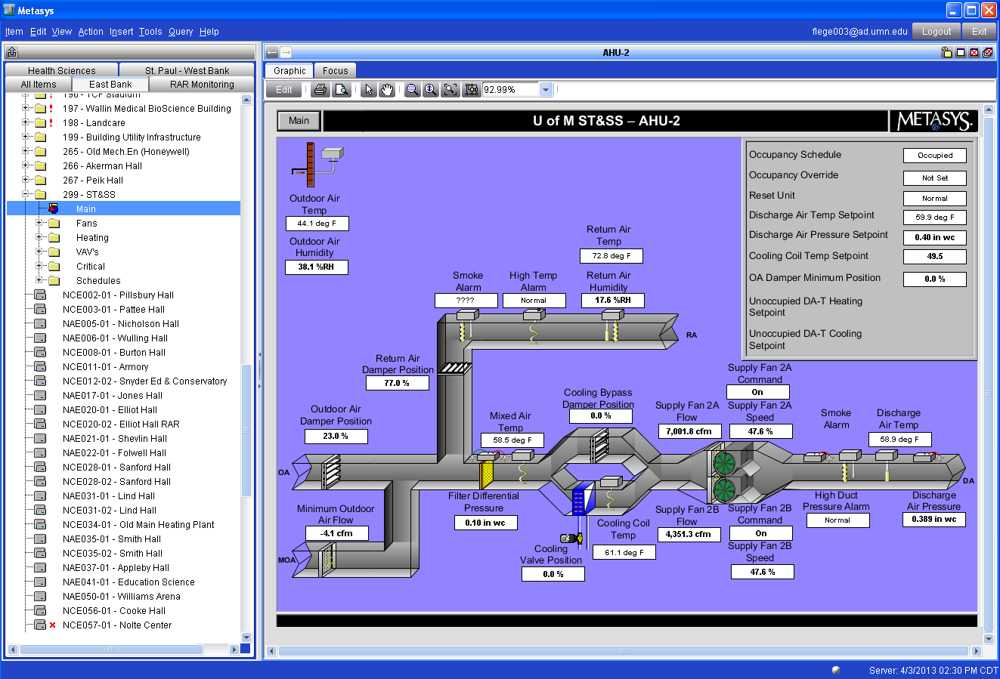 Metasys
Item Edit View Action Insert Tools Query Help
flege003@ad.umn.edu Logout Exit
AHU-2
Health Sciences St. Paul - West Bank
All Items East Bank RAR Monitoring
196 - TCF Stadium
197 - Wallin Medical BioScience Building
198 - Landcare
199 - Building Utility Infrastructure
265 - Old Mech.En (Honeywell)
266 - Akerman Hall
267 - Peik Hall
299 - ST&SS
Main
Fans
Heating
VAV's
Critical
Schedules
NCE002-01 - Pillsbury Hall
NCE003-01 - Pattee Hall
NAE005-01 - Nicholson Hall
NAE006-01 - Wulling Hall
NCE008-01 - Burton Hall
NCE011-01 - Armory
NCE012-02 - Snyder Ed & Conservatory
NAE017-01 - Jones Hall
NAE020-01 - Elliot Hall
NCE020-02 - Elliot Hall RAR
NAE021-01 - Shevlin Hall
NAE022-01 - Folwell Hall
NCE028-01 - Sanford Hall
NCE028-02 - Sanford Hall
NAE031-01 - Lind Hall
NCE031-02 - Lind Hall
NCE034-01 - Old Main Heating Plant
NAE035-01 - Smith Hall
NCE035-02 - Smith Hall
NAE037-01 - Appleby Hall
NAE041-01 - Education Science
NAE050-01 - Williams Arena
NCE056-01 - Cooke Hall
NCE057-01 - Nolte Center
Graphic Focus
Edit 92.99%
Main U of M ST&SS – AHU-2 METASYS.
Occupancy Schedule Occupied
Occupancy Override Not Set
Reset Unit Normal
Discharge Air Temp Setpoint 59.9 deg F
Discharge Air Pressure Setpoint 0.40 in wc
Cooling Coil Temp Setpoint 49.5
OA Damper Minimum Position 0.0 %
Unoccupied DA-T Heating
Setpoint
Unoccupied DA-T Cooling
Setpoint
Outdoor Air
Temp
44.1 deg F
Outdoor Air
Humidity
38.1 %RH
Return Air
Temp
72.8 deg F
Smoke
Alarm
????
High Temp
Alarm
Normal
Return Air
Humidity
17.6 %RH
RA
Return Air
Damper Position
77.0 %
Outdoor Air
Damper Position
23.0 %
Mixed Air
Temp
58.5 deg F
Cooling Bypass
Damper Position
0.0 %
Supply Fan 2A
Flow
7,001.8 cfm
Supply Fan 2A
Command
On
Supply Fan 2A
Speed
47.6 %
Smoke
Alarm
Discharge
Air Temp
58.9 deg F
OA
DA
Filter Differential
Pressure
0.10 in wc
Minimum Outdoor
Air Flow
-4.1 cfm
MOA
Cooling
Valve Position
0.0 %
Cooling Coil
Temp
61.1 deg F
Supply Fan 2B
Flow
4,351.3 cfm
Supply Fan 2B
Command
On
Supply Fan 2B
Speed
47.6 %
High Duct
Pressure Alarm
Normal
Discharge
Air Pressure
0.389 in wc
Server: 4/3/2013 02:30 PM CDT